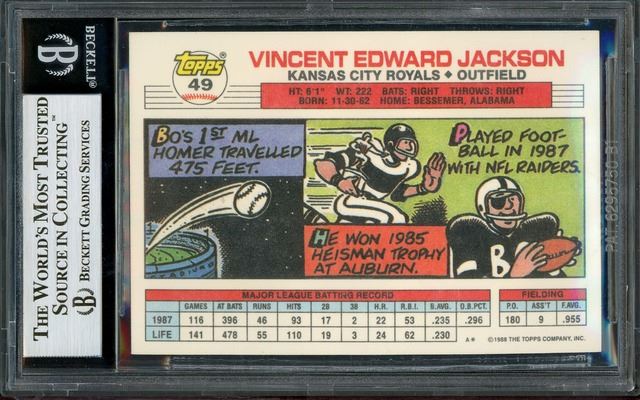 BECKETT
B
THE WORLD'S MOST TRUSTED
SOURCE IN COLLECTING™
BECKETT GRADING SERVICES
B
Topps®
49
VINCENT EDWARD JACKSON
KANSAS CITY ROYALS ◆ OUTFIELD
HT: 6'1" WT: 222 BATS: RIGHT THROWS: RIGHT
BORN: 11-30-62 HOME: BESSEMER, ALABAMA
BO'S 1ST ML
HOMER TRAVELLED
475 FEET.
HE WON 1985
HEISMAN TROPHY
AT AUBURN.
PLAYED FOOT-
BALL IN 1987
WITH NFL RAIDERS.
B
MAJOR LEAGUE BATTING RECORD
GAMES AT BATS RUNS HITS 2B 3B H.R. R.B.I. B.AVG. O.B.PCT.
1987 116 396 46 93 17 2 22 53 .235 .296
LIFE 141 478 55 110 19 3 24 62 .230
FIELDING
P.O. ASS'T F.AVG.
180 9 .955
A* ©1988 THE TOPPS COMPANY, INC.